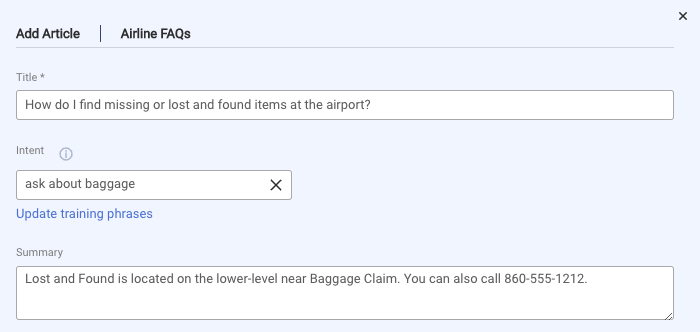 Add Article | Airline FAQs
Title *
How do I find missing or lost and found items at the airport?
Intent
ask about baggage
Update training phrases
Summary
Lost and Found is located on the lower-level near Baggage Claim. You can also call 860-555-1212.